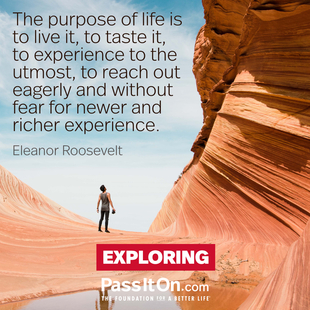 The purpose of life is
to live it, to taste it,
to experience to the
utmost, to reach out
eagerly and without
fear for newer and
richer experience.
Eleanor Roosevelt
EXPLORING
PassItOn.com
THE FOUNDATION FOR A BETTER LIFE